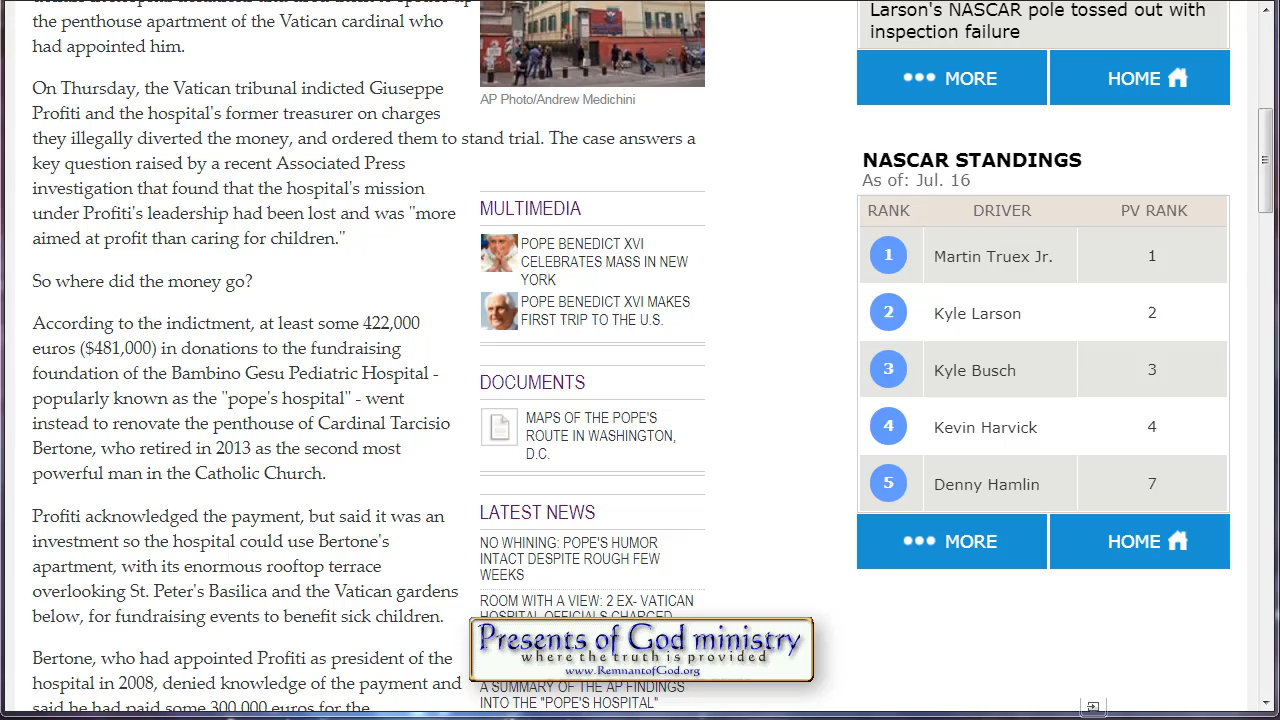 the penthouse apartment of the Vatican cardinal who
had appointed him.
On Thursday, the Vatican tribunal indicted Giuseppe
Profiti and the hospital's former treasurer on charges
they illegally diverted the money, and ordered them to stand trial. The case answers a
key question raised by a recent Associated Press
investigation that found that the hospital's mission
under Profiti's leadership had been lost and was "more
aimed at profit than caring for children."
So where did the money go?
According to the indictment, at least some 422,000
euros ($481,000) in donations to the fundraising
foundation of the Bambino Gesu Pediatric Hospital -
popularly known as the "pope's hospital" - went
instead to renovate the penthouse of Cardinal Tarcisio
Bertone, who retired in 2013 as the second most
powerful man in the Catholic Church.
Profiti acknowledged the payment, but said it was an
investment so the hospital could use Bertone's
apartment, with its enormous rooftop terrace
overlooking St. Peter's Basilica and the Vatican gardens
below, for fundraising events to benefit sick children.
Bertone, who had appointed Profiti as president of the
hospital in 2008, denied knowledge of the payment and
said he had paid some 300,000 euros for the
AP Photo/Andrew Medichini
MULTIMEDIA
POPE BENEDICT XVI
CELEBRATES MASS IN NEW
YORK
POPE BENEDICT XVI MAKES
FIRST TRIP TO THE U.S.
DOCUMENTS
MAPS OF THE POPE'S
ROUTE IN WASHINGTON,
D.C.
LATEST NEWS
NO WHINING: POPE'S HUMOR
INTACT DESPITE ROUGH FEW
WEEKS
ROOM WITH A VIEW: 2 EX- VATICAN
HOSPITAL OFFICIALS CHARGED
Presents of God ministry
where the truth is provided
www.RemnantofGod.org
A SUMMARY OF THE AP FINDINGS
INTO THE "POPE'S HOSPITAL"
Larson's NASCAR pole tossed out with
inspection failure
MORE HOME
NASCAR STANDINGS
As of: Jul. 16
RANK DRIVER PV RANK
1 Martin Truex Jr. 1
2 Kyle Larson 2
3 Kyle Busch 3
4 Kevin Harvick 4
5 Denny Hamlin 7
MORE HOME